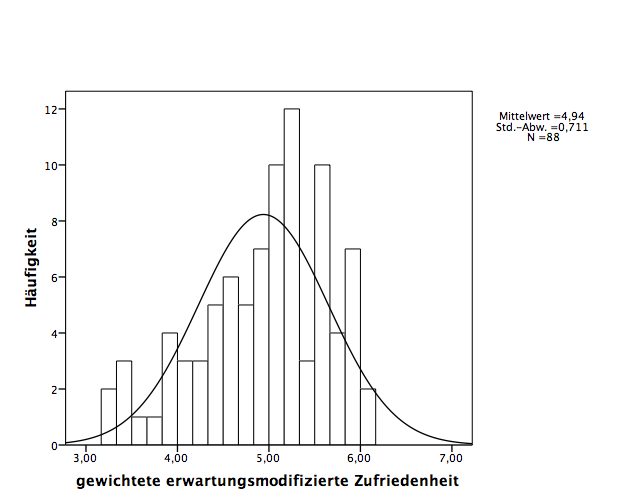 Mittelwert =4,94
Std.-Abw. =0,711
N =88
Häufigkeit
12
10
8
6
4
2
0
3,00 4,00 5,00 6,00 7,00
gewichtete erwartungsmodifizierte Zufriedenheit